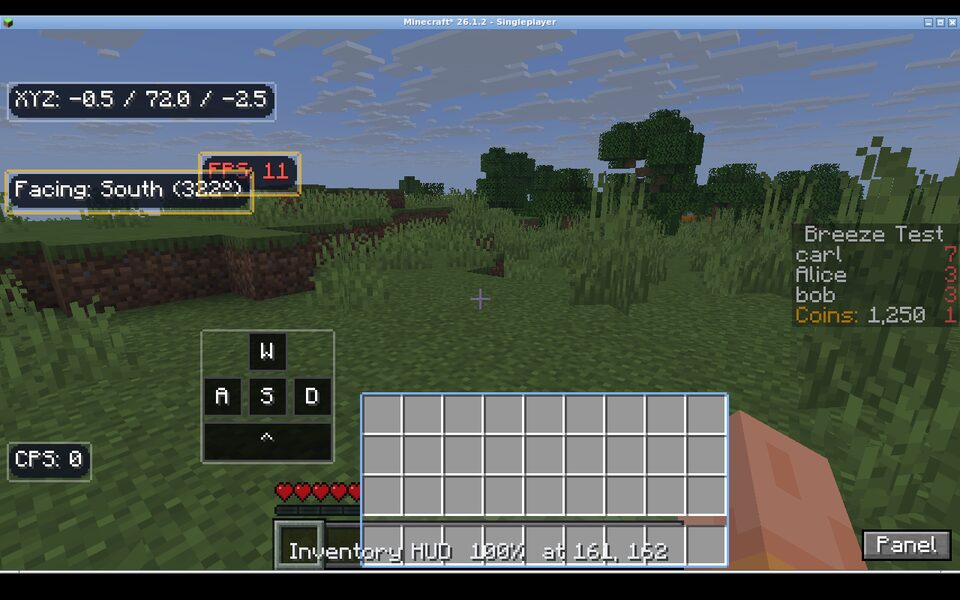 Minecraft* 26.1.2 - Singleplayer
XYZ: -0.5 / 72.0 / -2.5
FPS: 11
Facing: South (322°)
Breeze Test
carl 7
Alice 3
bob 3
Coins: 1,250 1
W
A S D
^
CPS: 0
Inventory HUD 100% at 161, 162
Panel